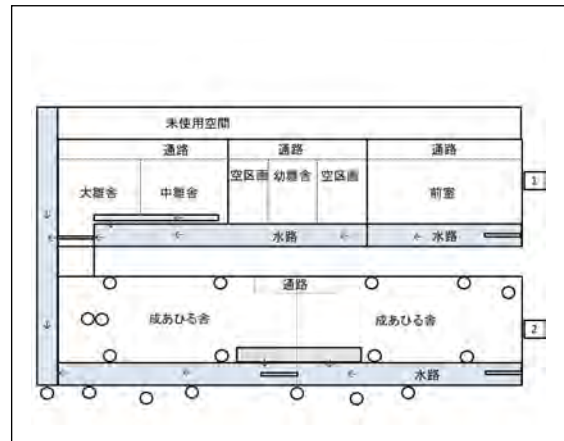 未使用空間
通路
通路
通路
大雛舎
中雛舎
空区画
幼雛舎
空区画
前室
1
水路
水路
通路
成あひる舎
成あひる舎
2
水路